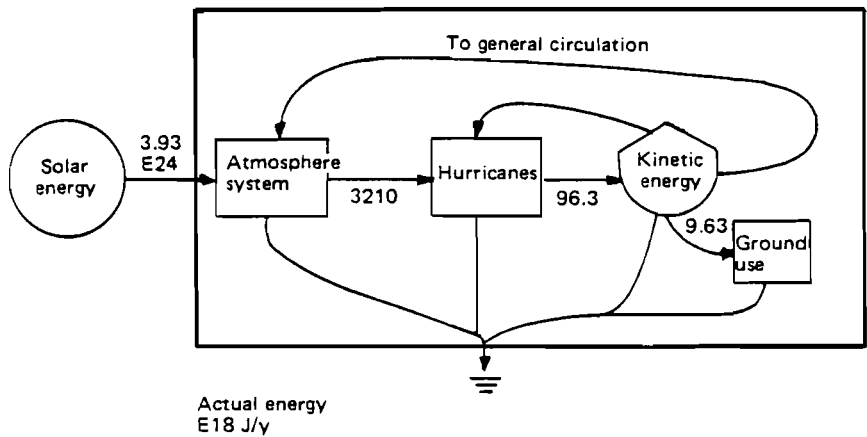 To general circulation
3.93
E24
Solar
energy
Atmosphere
system
3210
Hurricanes
96.3
Kinetic
energy
9.63
Ground
use
Actual energy
E18 J/y